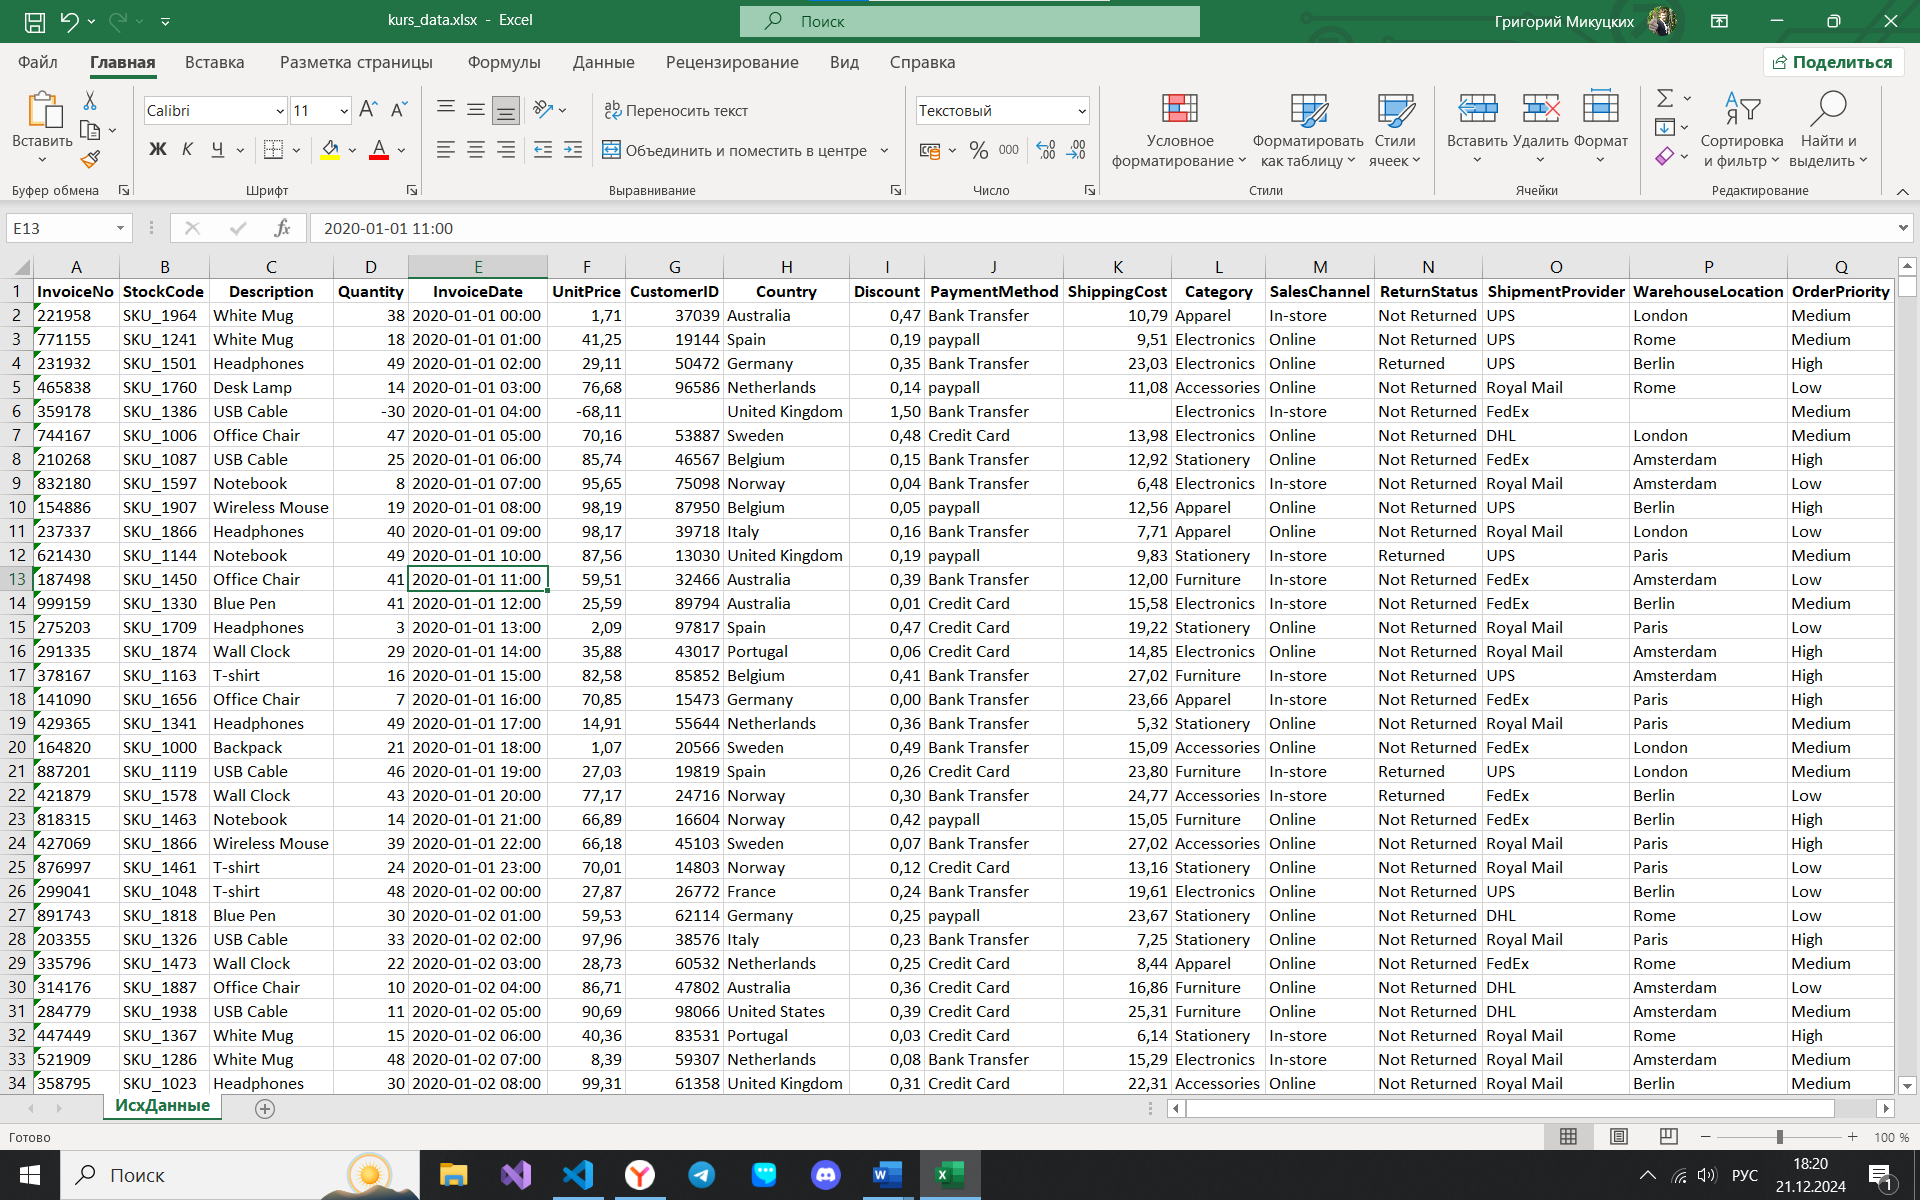 kurs_data.xlsx - Excel
Поиск
Григорий Микуцких
Файл Главная Вставка Разметка страницы Формулы Данные Рецензирование Вид Справка
Поделиться
Вставить
Буфер обмена
Calibri 11
Ж К Ч
Шрифт
Переносить текст
Объединить и поместить в центре
Выравнивание
Текстовый
% 000
Число
Условное форматирование
Форматировать как таблицу
Стили ячеек
Стили
Вставить Удалить Формат
Ячейки
Сортировка и фильтр
Найти и выделить
Редактирование
E13 fx 2020-01-01 11:00
A B C D E F G H I J K L M N O P Q
1 InvoiceNo StockCode Description Quantity InvoiceDate UnitPrice CustomerID Country Discount PaymentMethod ShippingCost Category SalesChannel ReturnStatus ShipmentProvider WarehouseLocation OrderPriority
2 221958 SKU_1964 White Mug 38 2020-01-01 00:00 1,71 37039 Australia 0,47 Bank Transfer 10,79 Apparel In-store Not Returned UPS London Medium
3 771155 SKU_1241 White Mug 18 2020-01-01 01:00 41,25 19144 Spain 0,19 paypall 9,51 Electronics Online Not Returned UPS Rome Medium
4 231932 SKU_1501 Headphones 49 2020-01-01 02:00 29,11 50472 Germany 0,35 Bank Transfer 23,03 Electronics Online Returned UPS Berlin High
5 465838 SKU_1760 Desk Lamp 14 2020-01-01 03:00 76,68 96586 Netherlands 0,14 paypall 11,08 Accessories Online Not Returned Royal Mail Rome Low
6 359178 SKU_1386 USB Cable -30 2020-01-01 04:00 -68,11 United Kingdom 1,50 Bank Transfer Electronics In-store Not Returned FedEx Medium
7 744167 SKU_1006 Office Chair 47 2020-01-01 05:00 70,16 53887 Sweden 0,48 Credit Card 13,98 Electronics Online Not Returned DHL London Medium
8 210268 SKU_1087 USB Cable 25 2020-01-01 06:00 85,74 46567 Belgium 0,15 Bank Transfer 12,92 Stationery Online Not Returned FedEx Amsterdam High
9 832180 SKU_1597 Notebook 8 2020-01-01 07:00 95,65 75098 Norway 0,04 Bank Transfer 6,48 Electronics In-store Not Returned Royal Mail Amsterdam Low
10 154886 SKU_1907 Wireless Mouse 19 2020-01-01 08:00 98,19 87950 Belgium 0,05 paypall 12,56 Apparel Online Not Returned UPS Berlin High
11 237337 SKU_1866 Headphones 40 2020-01-01 09:00 98,17 39718 Italy 0,16 Bank Transfer 7,71 Apparel Online Not Returned Royal Mail London Low
12 621430 SKU_1144 Notebook 49 2020-01-01 10:00 87,56 13030 United Kingdom 0,19 paypall 9,83 Stationery In-store Returned UPS Paris Medium
13 187498 SKU_1450 Office Chair 41 2020-01-01 11:00 59,51 32466 Australia 0,39 Bank Transfer 12,00 Furniture In-store Not Returned FedEx Amsterdam Low
14 999159 SKU_1330 Blue Pen 41 2020-01-01 12:00 25,59 89794 Australia 0,01 Credit Card 15,58 Electronics In-store Not Returned FedEx Berlin Medium
15 275203 SKU_1709 Headphones 3 2020-01-01 13:00 2,09 97817 Spain 0,47 Credit Card 19,22 Stationery Online Not Returned Royal Mail Paris Low
16 291335 SKU_1874 Wall Clock 29 2020-01-01 14:00 35,88 43017 Portugal 0,06 Credit Card 14,85 Electronics Online Not Returned Royal Mail Amsterdam High
17 378167 SKU_1163 T-shirt 16 2020-01-01 15:00 82,58 85852 Belgium 0,41 Bank Transfer 27,02 Furniture In-store Not Returned UPS Amsterdam High
18 141090 SKU_1656 Office Chair 7 2020-01-01 16:00 70,85 15473 Germany 0,00 Bank Transfer 23,66 Apparel In-store Not Returned FedEx Paris High
19 429365 SKU_1341 Headphones 49 2020-01-01 17:00 14,91 55644 Netherlands 0,36 Bank Transfer 5,32 Stationery Online Not Returned Royal Mail Paris Medium
20 164820 SKU_1000 Backpack 21 2020-01-01 18:00 1,07 20566 Sweden 0,49 Bank Transfer 15,09 Accessories Online Not Returned FedEx London Medium
21 887201 SKU_1119 USB Cable 46 2020-01-01 19:00 27,03 19819 Spain 0,26 Credit Card 23,80 Furniture In-store Returned UPS London Medium
22 421879 SKU_1578 Wall Clock 43 2020-01-01 20:00 77,17 24716 Norway 0,30 Bank Transfer 24,77 Accessories In-store Returned FedEx Berlin Low
23 818315 SKU_1463 Notebook 14 2020-01-01 21:00 66,89 16604 Norway 0,42 paypall 15,05 Furniture Online Not Returned FedEx Berlin High
24 427069 SKU_1866 Wireless Mouse 39 2020-01-01 22:00 66,18 45103 Sweden 0,07 Bank Transfer 27,02 Accessories Online Not Returned Royal Mail Paris High
25 876997 SKU_1461 T-shirt 24 2020-01-01 23:00 70,01 14803 Norway 0,12 Credit Card 13,16 Stationery Online Not Returned Royal Mail Paris Low
26 299041 SKU_1048 T-shirt 48 2020-01-02 00:00 27,87 26772 France 0,24 Bank Transfer 19,61 Electronics Online Not Returned UPS Berlin Low
27 891743 SKU_1818 Blue Pen 30 2020-01-02 01:00 59,53 62114 Germany 0,25 paypall 23,67 Stationery Online Not Returned DHL Rome Low
28 203355 SKU_1326 USB Cable 33 2020-01-02 02:00 97,96 38576 Italy 0,23 Bank Transfer 7,25 Stationery Online Not Returned Royal Mail Paris High
29 335796 SKU_1473 Wall Clock 22 2020-01-02 03:00 28,73 60532 Netherlands 0,25 Credit Card 8,44 Apparel Online Not Returned FedEx Rome Medium
30 314176 SKU_1887 Office Chair 10 2020-01-02 04:00 86,71 47802 Australia 0,36 Credit Card 16,86 Furniture Online Not Returned DHL Amsterdam Low
31 284779 SKU_1938 USB Cable 11 2020-01-02 05:00 90,69 98066 United States 0,39 Credit Card 25,31 Furniture Online Not Returned DHL Amsterdam Medium
32 447449 SKU_1367 White Mug 15 2020-01-02 06:00 40,36 83531 Portugal 0,03 Credit Card 6,14 Stationery In-store Not Returned Royal Mail Rome High
33 521909 SKU_1286 White Mug 48 2020-01-02 07:00 8,39 59307 Netherlands 0,08 Bank Transfer 15,29 Electronics In-store Not Returned Royal Mail Amsterdam Medium
34 358795 SKU_1023 Headphones 30 2020-01-02 08:00 99,31 61358 United Kingdom 0,31 Credit Card 22,31 Accessories Online Not Returned Royal Mail Berlin Medium
ИсхДанные
Готово
100 %
Поиск
РУС
18:20
21.12.2024
1